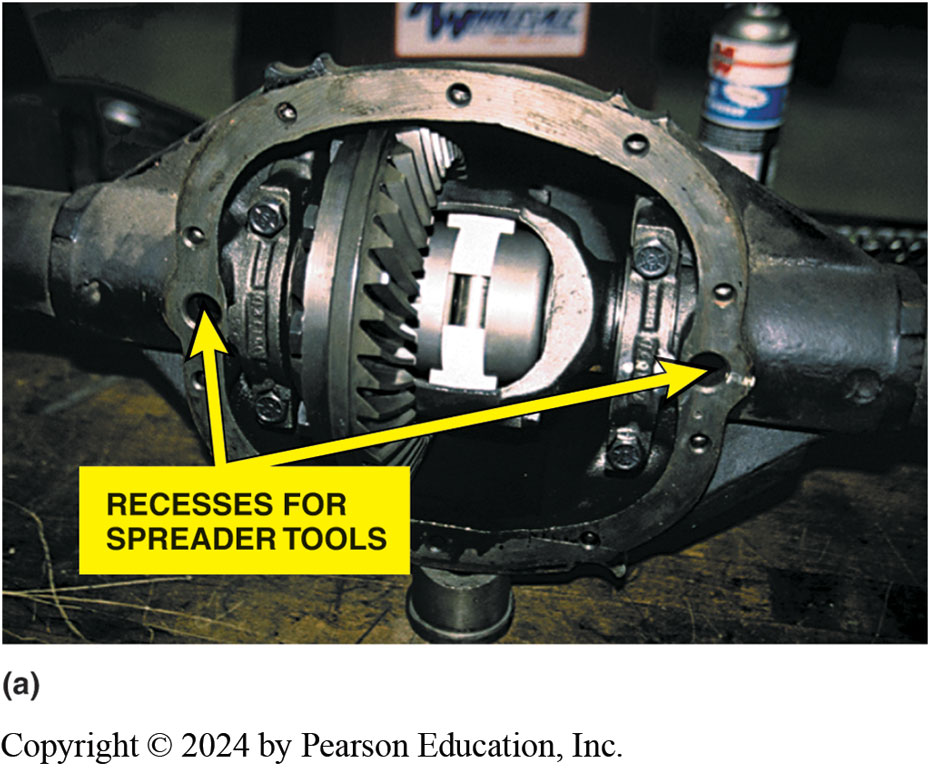 RECESSES FOR
SPREADER TOOLS
(a)
Copyright © 2024 by Pearson Education, Inc.